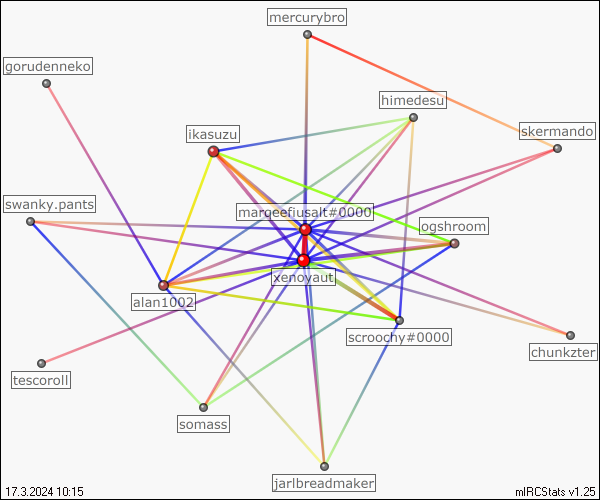 mercurybro
gorudenneko
himedesu
skermando
ikasuzu
swanky.pants
margeefiusalt#0000
ogshroom
xenoyaut
alan1002
scroochy#0000
chunkzter
tescoroll
somass
jarlbreadmaker
17.3.2024 10:15
mIRCStats v1.25